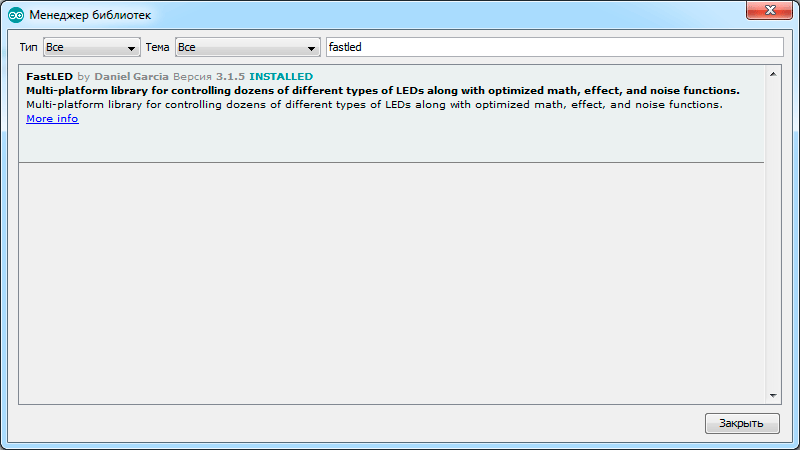 Менеджер библиотек
Тип Все Тема Все fastled
FastLED by Daniel Garcia Версия 3.1.5 INSTALLED
Multi-platform library for controlling dozens of different types of LEDs along with optimized math, effect, and noise functions.
Multi-platform library for controlling dozens of different types of LEDs along with optimized math, effect, and noise functions.
More info
Закрыть